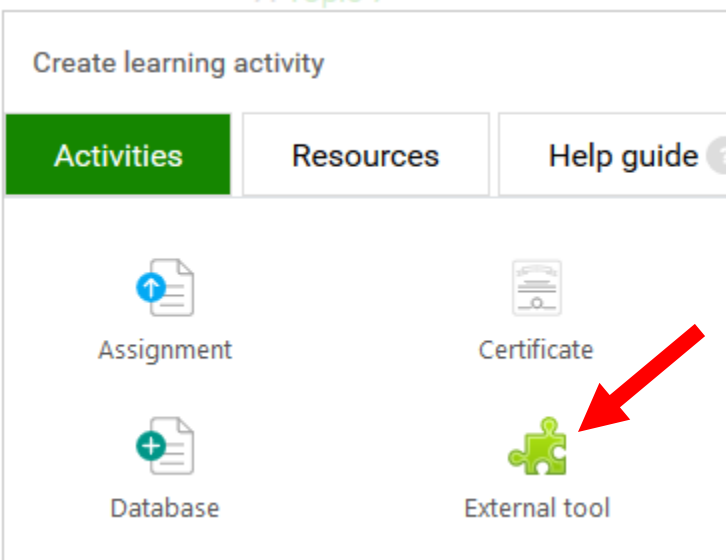 Create learning activity
Activities Resources Help guide ?
Assignment Certificate
Database External tool